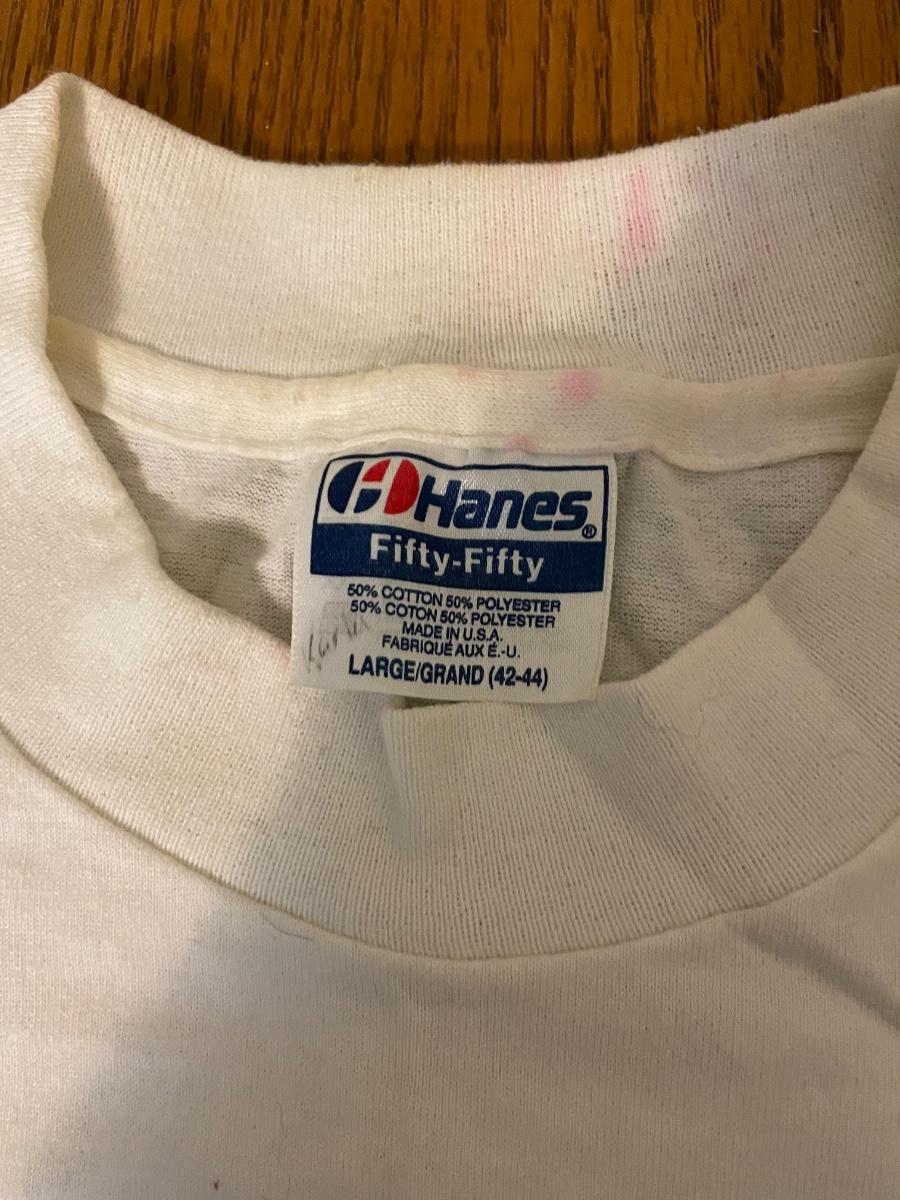 Hanes®
Fifty-Fifty
50% COTTON 50% POLYESTER
50% COTON 50% POLYESTER
MADE IN U.S.A.
FABRIQUÉ AUX É.-U.
LARGE/GRAND (42-44)